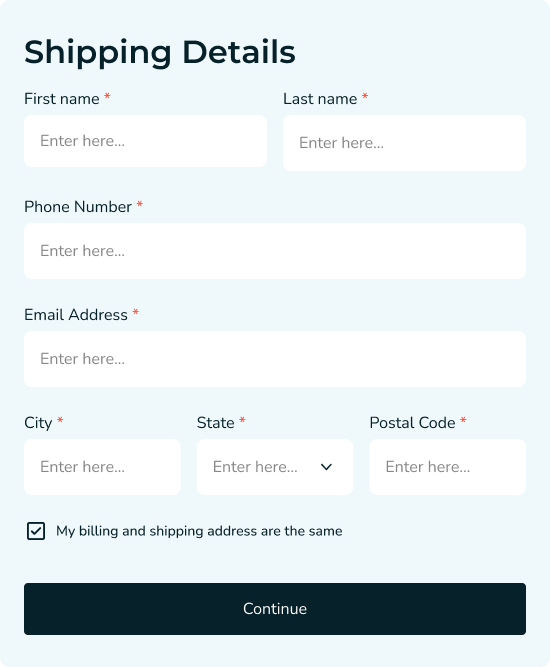 Shipping Details
First name * Last name *
Enter here... Enter here...
Phone Number *
Enter here...
Email Address *
Enter here...
City * State * Postal Code *
Enter here... Enter here... Enter here...
My billing and shipping address are the same
Continue